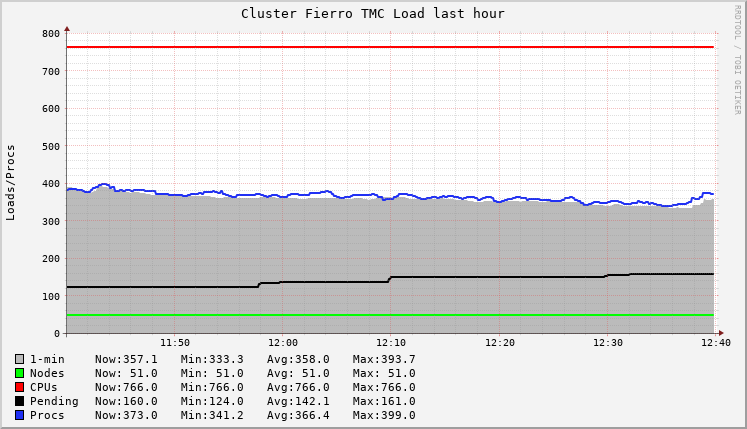 Cluster Fierro TMC Load last hour
RRDTOOL / TOBI OETIKER
Loads/Procs
800
700
600
500
400
300
200
100
0
11:50 12:00 12:10 12:20 12:30 12:40
1-min Now:357.1 Min:333.3 Avg:358.0 Max:393.7
Nodes Now: 51.0 Min: 51.0 Avg: 51.0 Max: 51.0
CPUs Now:766.0 Min:766.0 Avg:766.0 Max:766.0
Pending Now:160.0 Min:124.0 Avg:142.1 Max:161.0
Procs Now:373.0 Min:341.2 Avg:366.4 Max:399.0